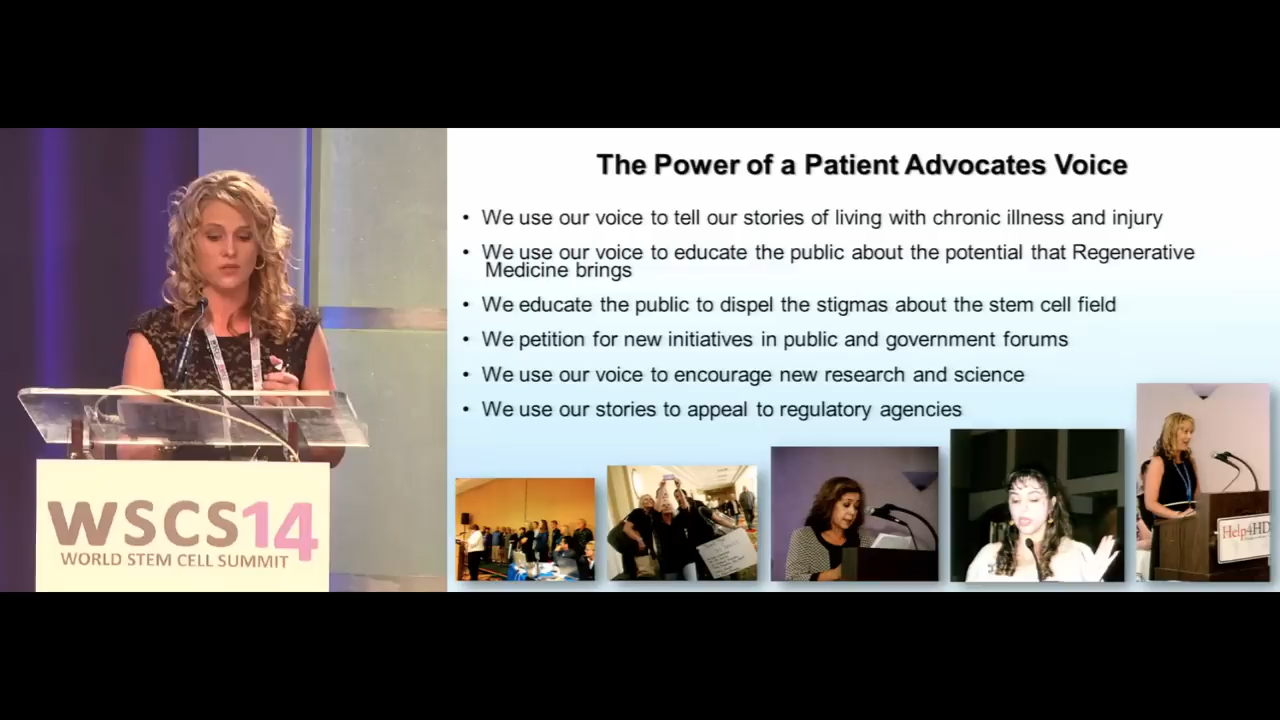 The Power of a Patient Advocates Voice
• We use our voice to tell our stories of living with chronic illness and injury
• We use our voice to educate the public about the potential that Regenerative
Medicine brings
• We educate the public to dispel the stigmas about the stem cell field
• We petition for new initiatives in public and government forums
• We use our voice to encourage new research and science
• We use our stories to appeal to regulatory agencies
WSCS14
WORLD STEM CELL SUMMIT
Help4HD